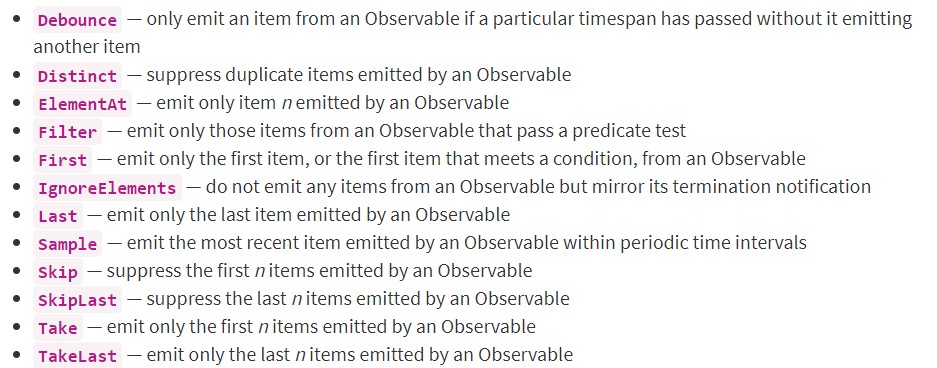 Debounce — only emit an item from an Observable if a particular timespan has passed without it emitting
another item
Distinct — suppress duplicate items emitted by an Observable
ElementAt — emit only item n emitted by an Observable
Filter — emit only those items from an Observable that pass a predicate test
First — emit only the first item, or the first item that meets a condition, from an Observable
IgnoreElements — do not emit any items from an Observable but mirror its termination notification
Last — emit only the last item emitted by an Observable
Sample — emit the most recent item emitted by an Observable within periodic time intervals
Skip — suppress the first n items emitted by an Observable
SkipLast — suppress the last n items emitted by an Observable
Take — emit only the first n items emitted by an Observable
TakeLast — emit only the last n items emitted by an Observable